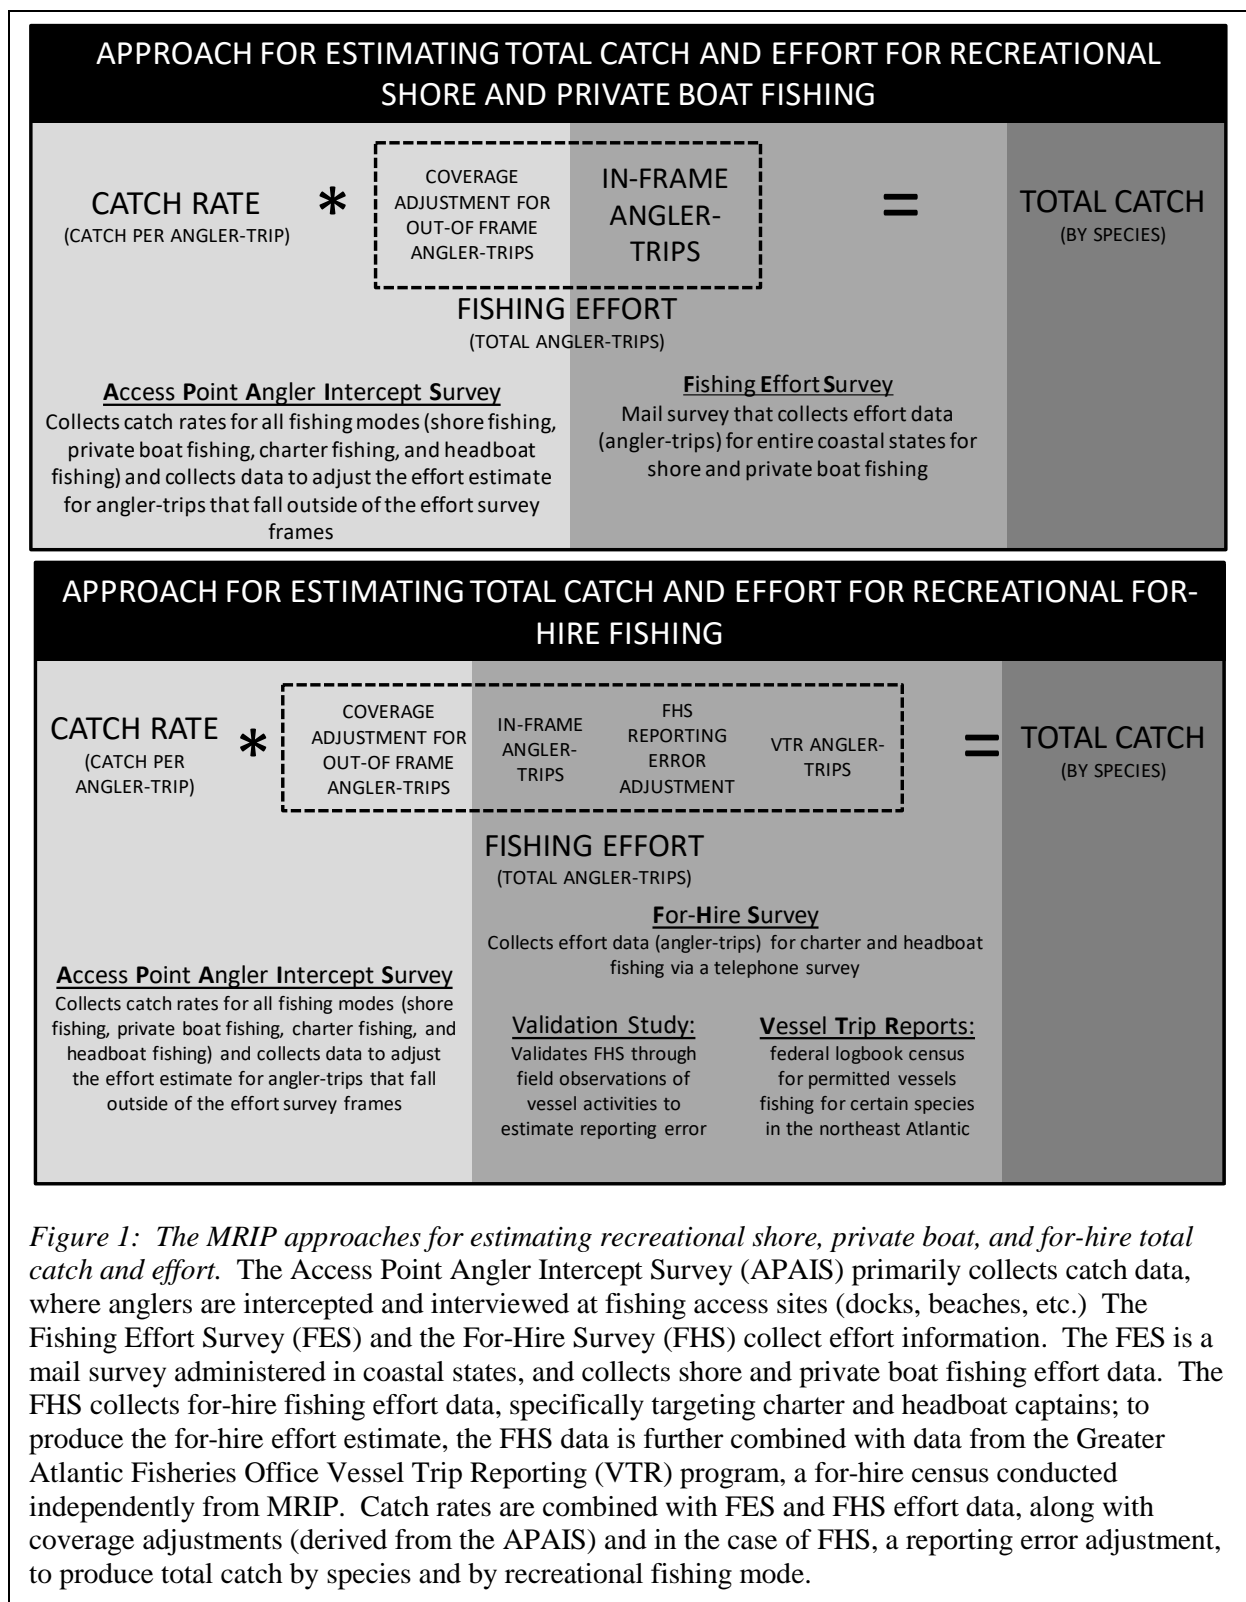 APPROACH FOR ESTIMATING TOTAL CATCH AND EFFORT FOR RECREATIONAL
SHORE AND PRIVATE BOAT FISHING
CATCH RATE
(CATCH PER ANGLER-TRIP)
*
COVERAGE
ADJUSTMENT FOR
OUT-OF FRAME
ANGLER-TRIPS
IN-FRAME
ANGLER-
TRIPS
=
TOTAL CATCH
(BY SPECIES)
FISHING EFFORT
(TOTAL ANGLER-TRIPS)
Access Point Angler Intercept Survey
Collects catch rates for all fishing modes (shore fishing,
private boat fishing, charter fishing, and headboat
fishing) and collects data to adjust the effort estimate
for angler-trips that fall outside of the effort survey
frames
Fishing Effort Survey
Mail survey that collects effort data
(angler-trips) for entire coastal states for
shore and private boat fishing
APPROACH FOR ESTIMATING TOTAL CATCH AND EFFORT FOR RECREATIONAL FOR-
HIRE FISHING
CATCH RATE
(CATCH PER
ANGLER-TRIP)
*
COVERAGE
ADJUSTMENT FOR
OUT-OF FRAME
ANGLER-TRIPS
IN-FRAME
ANGLER-
TRIPS
FHS
REPORTING
ERROR
ADJUSTMENT
VTR ANGLER-
TRIPS
=
TOTAL CATCH
(BY SPECIES)
FISHING EFFORT
(TOTAL ANGLER-TRIPS)
For-Hire Survey
Collects effort data (angler-trips) for charter and headboat
fishing via a telephone survey
Access Point Angler Intercept Survey
Collects catch rates for all fishing modes (shore
fishing, private boat fishing, charter fishing, and
headboat fishing) and collects data to adjust
the effort estimate for angler-trips that fall
outside of the effort survey frames
Validation Study:
Validates FHS through
field observations of
vessel activities to
estimate reporting error
Vessel Trip Reports:
federal logbook census
for permitted vessels
fishing for certain species
in the northeast Atlantic
Figure 1: The MRIP approaches for estimating recreational shore, private boat, and for-hire total
catch and effort. The Access Point Angler Intercept Survey (APAIS) primarily collects catch data,
where anglers are intercepted and interviewed at fishing access sites (docks, beaches, etc.) The
Fishing Effort Survey (FES) and the For-Hire Survey (FHS) collect effort information. The FES is a
mail survey administered in coastal states, and collects shore and private boat fishing effort data. The
FHS collects for-hire fishing effort data, specifically targeting charter and headboat captains; to
produce the for-hire effort estimate, the FHS data is further combined with data from the Greater
Atlantic Fisheries Office Vessel Trip Reporting (VTR) program, a for-hire census conducted
independently from MRIP. Catch rates are combined with FES and FHS effort data, along with
coverage adjustments (derived from the APAIS) and in the case of FHS, a reporting error adjustment,
to produce total catch by species and by recreational fishing mode.